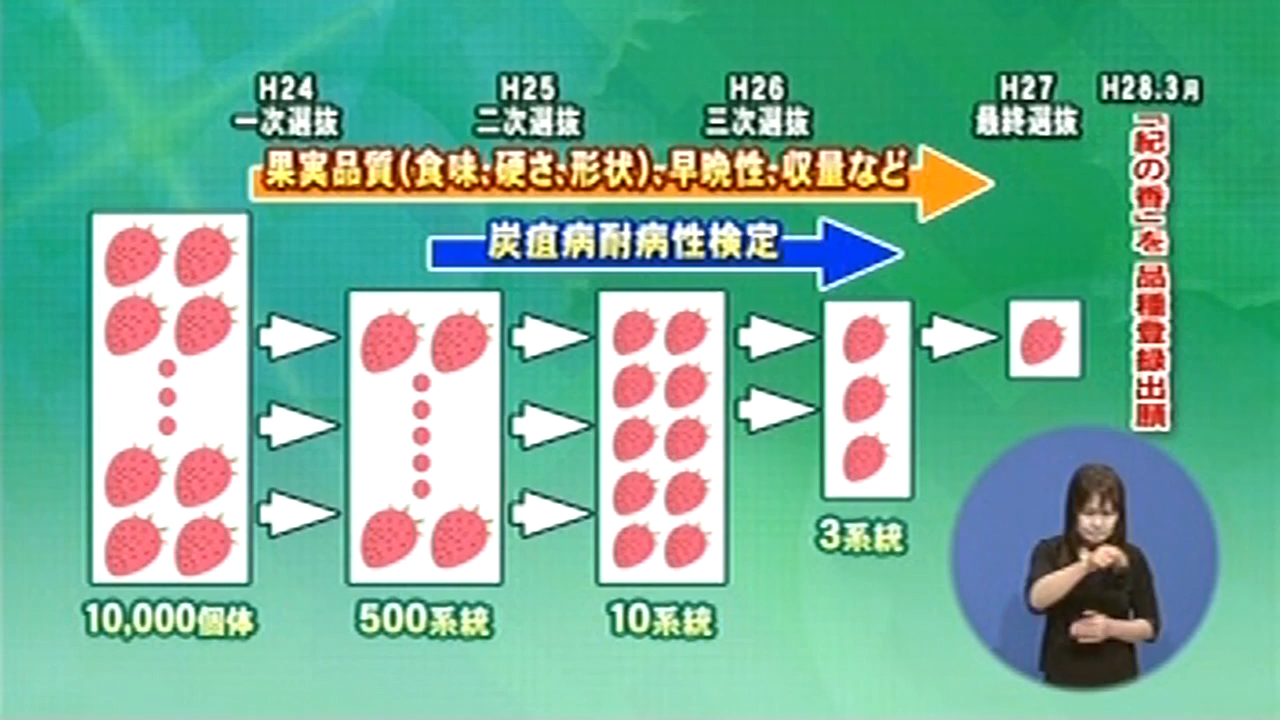 H24
一次選抜
H25
二次選抜
H26
三次選抜
H27
最終選抜
H28.3月
「紀の香」を 品種登録出願
果実品質(食味、硬さ、形状)、早晩性、収量など
炭疽病耐病性検定
10,000個体
500系統
10系統
3系統